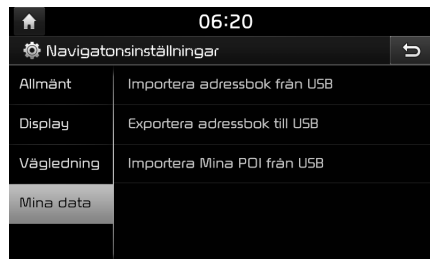 06:20
Navigatonsinställningar
Allmänt
Importera adressbok från USB
Display
Exportera adressbok till USB
Vägledning
Importera Mina POI från USB
Mina data